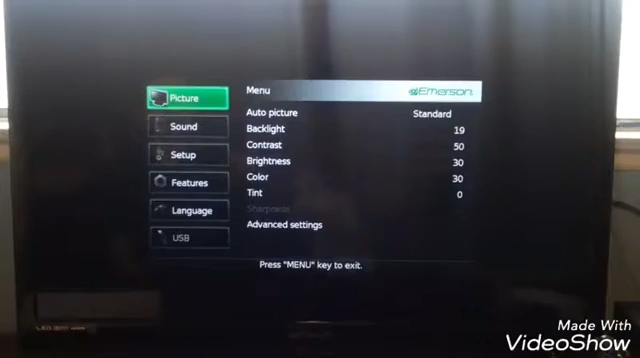 Picture
Sound
Setup
Features
Language
USB
Menu
Emerson.
Auto picture Standard
Backlight 19
Contrast 50
Brightness 30
Color 30
Tint 0
Sharpness
Advanced settings
Press "MENU" key to exit.
Made With
VideoShow